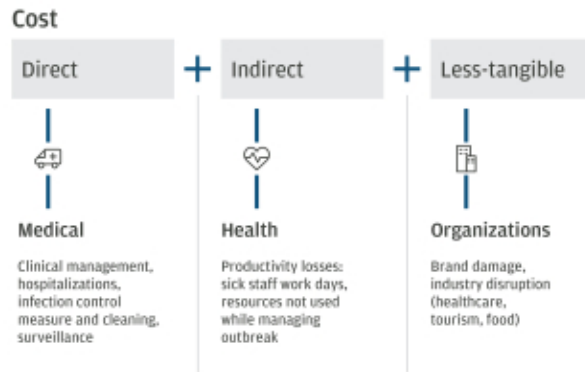 Cost
Direct + Indirect + Less-tangible
Medical
Clinical management,
hospitalizations,
infection control
measure and cleaning,
surveillance
Health
Productivity losses:
sick staff work days,
resources not used
while managing
outbreak
Organizations
Brand damage,
industry disruption
(healthcare,
tourism, food)